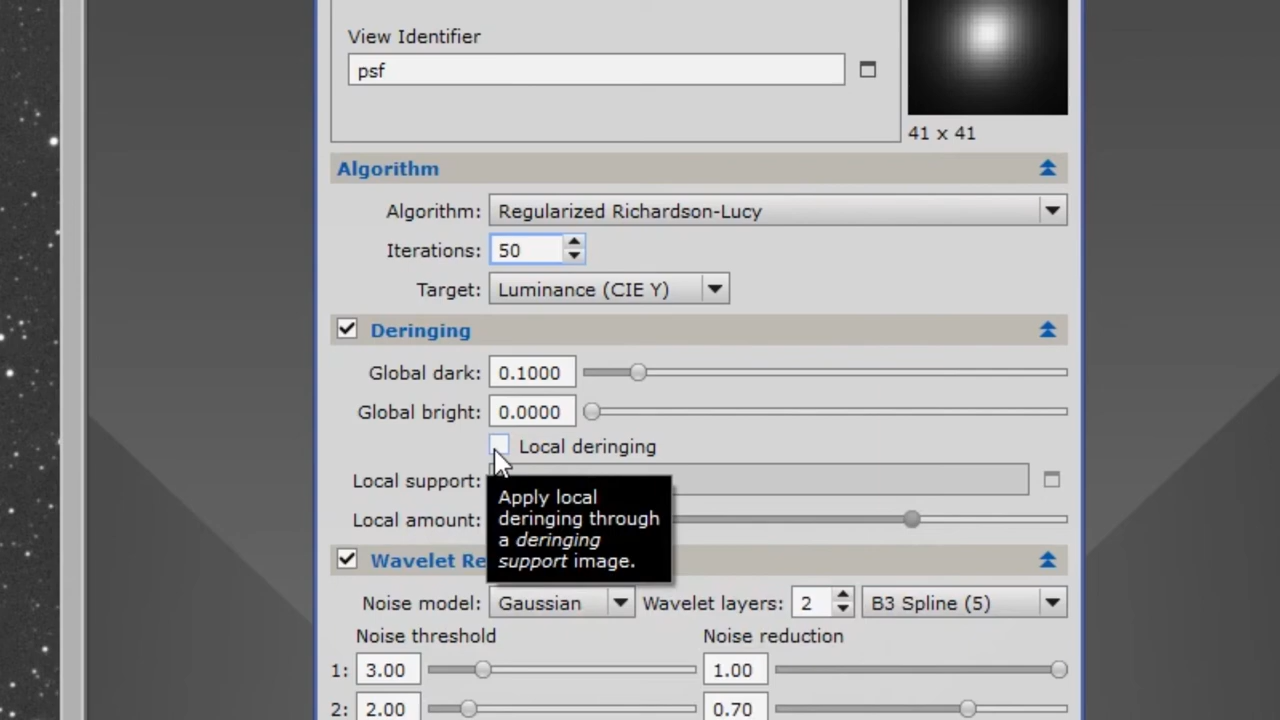 View Identifier
psf
41 x 41
Algorithm
Algorithm: Regularized Richardson-Lucy
Iterations: 50
Target: Luminance (CIE Y)
Deringing
Global dark: 0.1000
Global bright: 0.0000
Local deringing
Local support:
Apply local
deringing through
a deringing
support image.
Local amount:
Wavelet Re
Noise model: Gaussian Wavelet layers: 2 B3 Spline (5)
Noise threshold Noise reduction
1: 3.00 1.00
2: 2.00 0.70